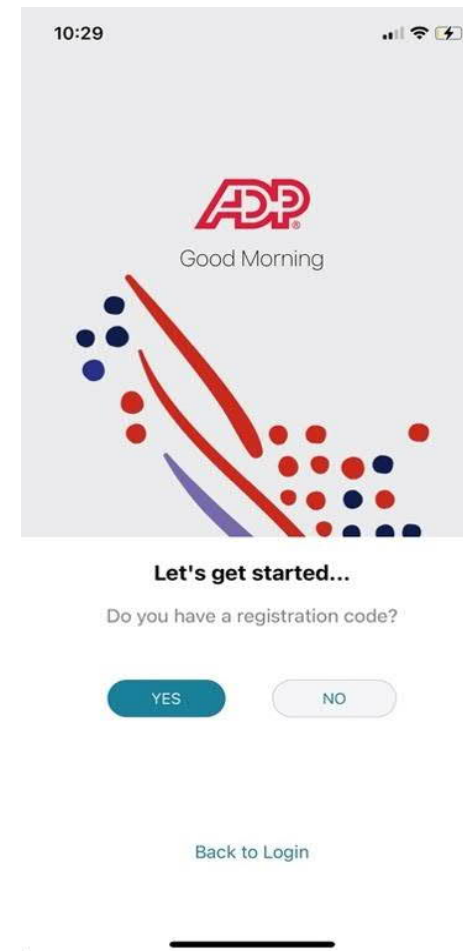 10:29
ADP
Good Morning
Let's get started...
Do you have a registration code?
YES NO
Back to Login